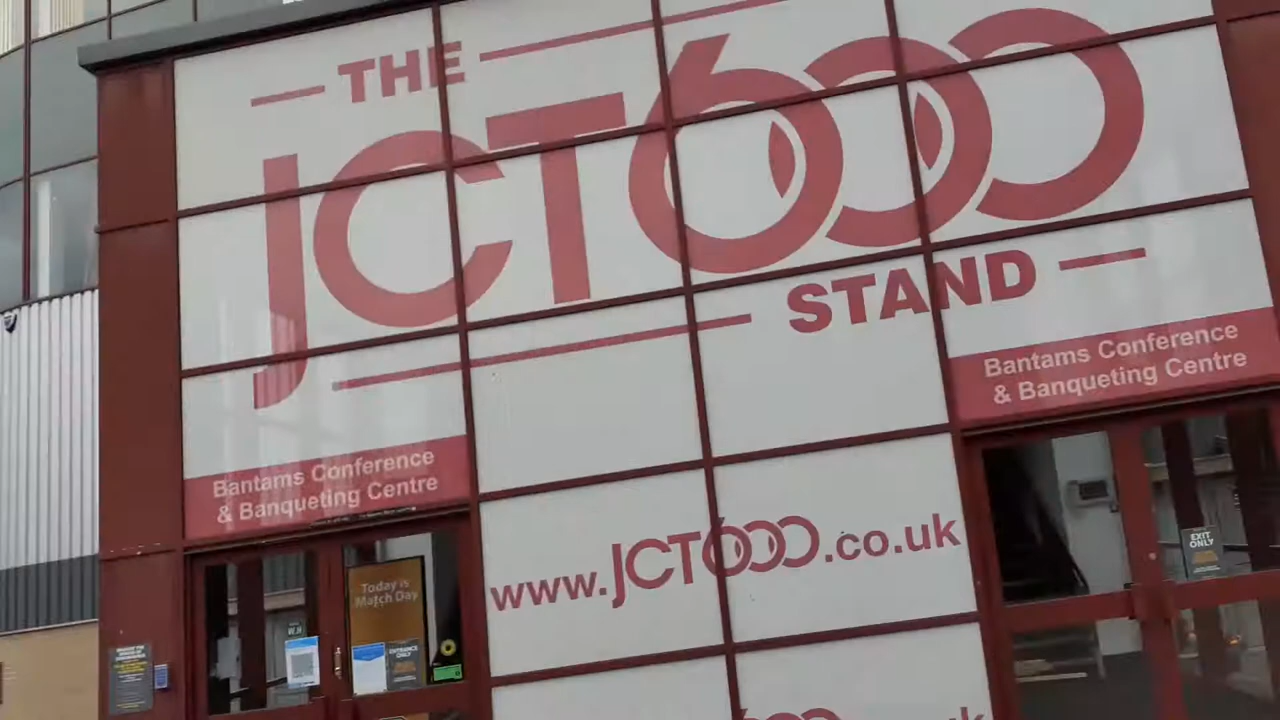 THE
JCT600
STAND
Bantams Conference
& Banqueting Centre
Bantams Conference
& Banqueting Centre
www.JCT600.co.uk
EXIT
ONLY
Today is
Match Day
ENTRANCE
ONLY